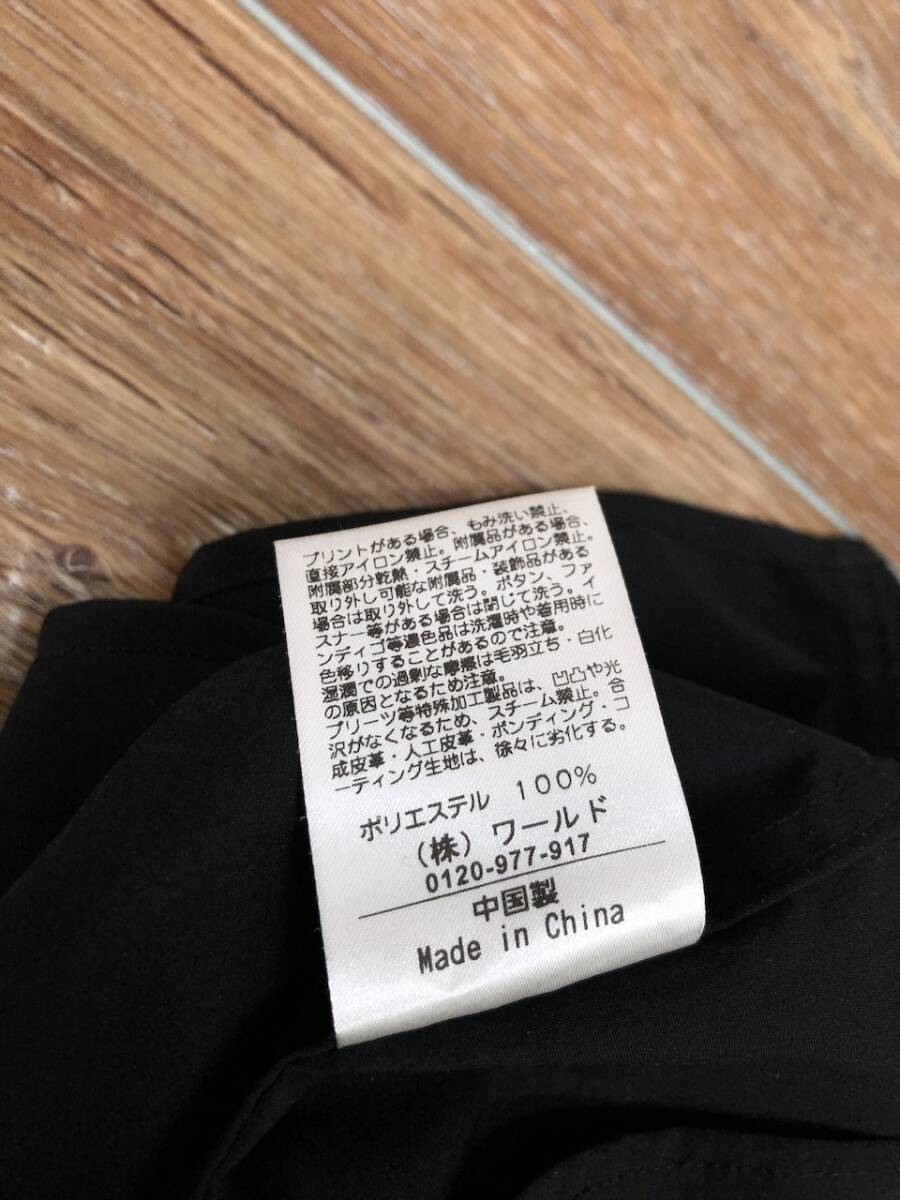 プリントがある場合、もみ洗い禁止、
直接アイロン禁止。附属品がある場合、
附属部分乾熱・スチームアイロン禁止。
取り外し可能な附属品・装飾品がある
場合は取り外して洗う。ボタン、ファ
スナー等がある場合は閉じて洗う。イ
ンディゴ等濃色品は洗濯時や着用時に
色移りすることがあるので注意。
湿潤での過剰な摩擦は毛羽立ち・白化
の原因となるため注意。
プリーツ等特殊加工製品は、凹凸や光
沢がなくなるため、スチーム禁止。合
成皮革・人工皮革・ボンディング・コ
ーティング生地は、徐々に劣化する。
ポリエステル 100%
(株) ワールド
0120-977-917
中国製
Made in China